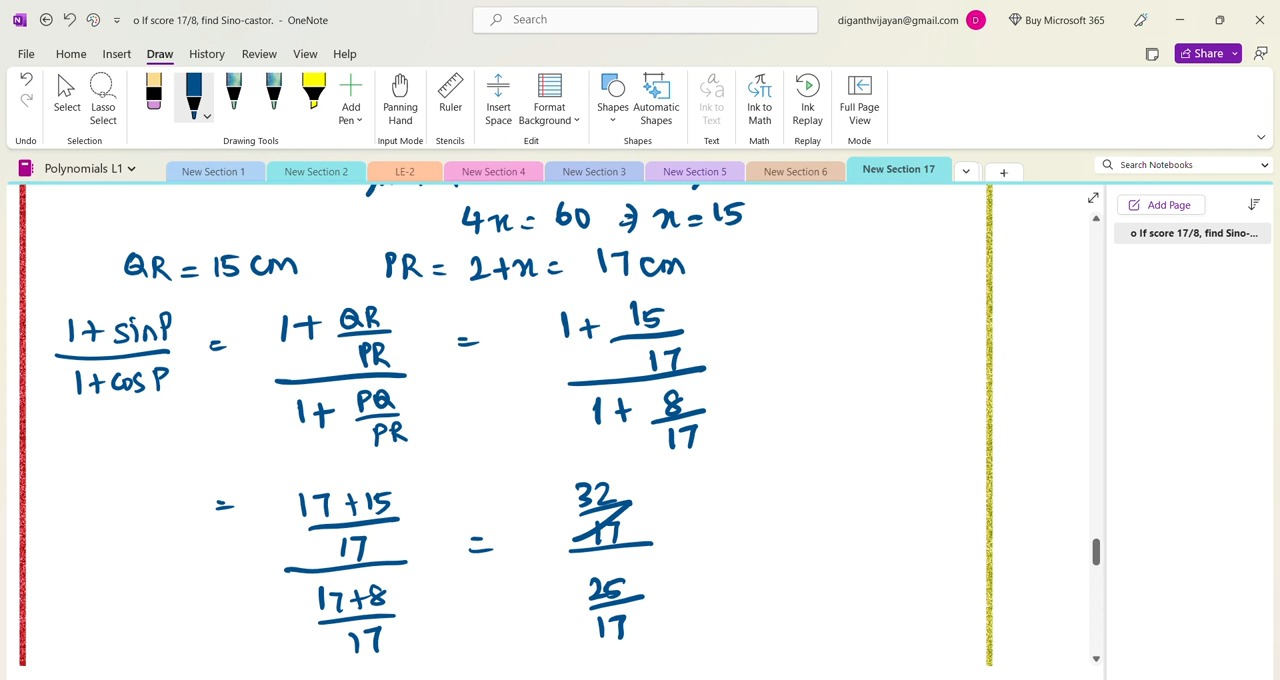 o If score 17/8, find Sino-castor. - OneNote
Search
diganthvijayan@gmail.com D Buy Microsoft 365
File Home Insert Draw History Review View Help Share
Undo
Select
Lasso Select
Add Pen
Panning Hand
Ruler
Insert Space
Format Background
Shapes
Automatic Shapes
Ink to Text
Ink to Math
Ink Replay
Full Page View
Undo Selection Drawing Tools Input Mode Stencils Edit Shapes Text Math Replay Mode
Polynomials L1 New Section 1 New Section 2 LE-2 New Section 4 New Section 3 New Section 5 New Section 6 New Section 17 + Search Notebooks
Add Page
o If score 17/8, find Sino-...
4x = 60 ⇒ x = 15
QR = 15 cm PR = 2+x = 17 cm
1 + sinP / 1 + cosP = 1 + QR/PR / 1 + PQ/PR = 1 + 15/17 / 1 + 8/17
= 17+15/17 / 17+8/17 = 32/17 / 25/17